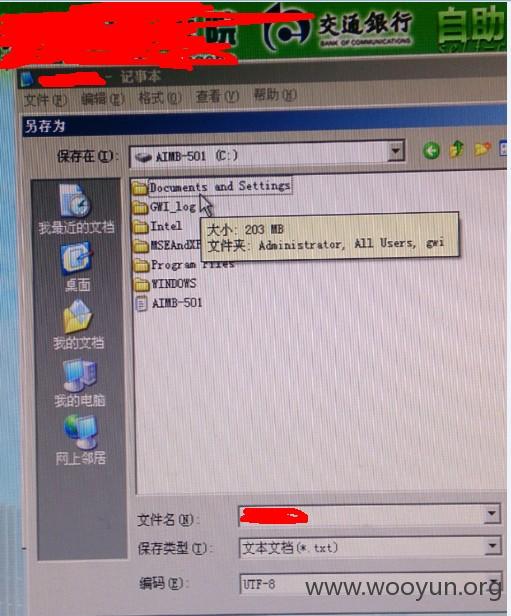 院 交通銀行 自助
BANK OF COMMUNICATIONS
- 记事本
文件(F) 编辑(E) 格式(O) 查看(V) 帮助(H)
另存为
保存在(I): AIMB-501 (C:)
Documents and Settings
GWI_log
Intel
MSEAndXP
Program Files
WINDOWS
AIMB-501
大小: 203 MB
文件夹: Administrator, All Users, gwi
我最近的文档
桌面
我的文档
我的电脑
网上邻居
文件名(N):
保存类型(T): 文本文档(*.txt)
编码(E): UTF-8
www.wooyun.org